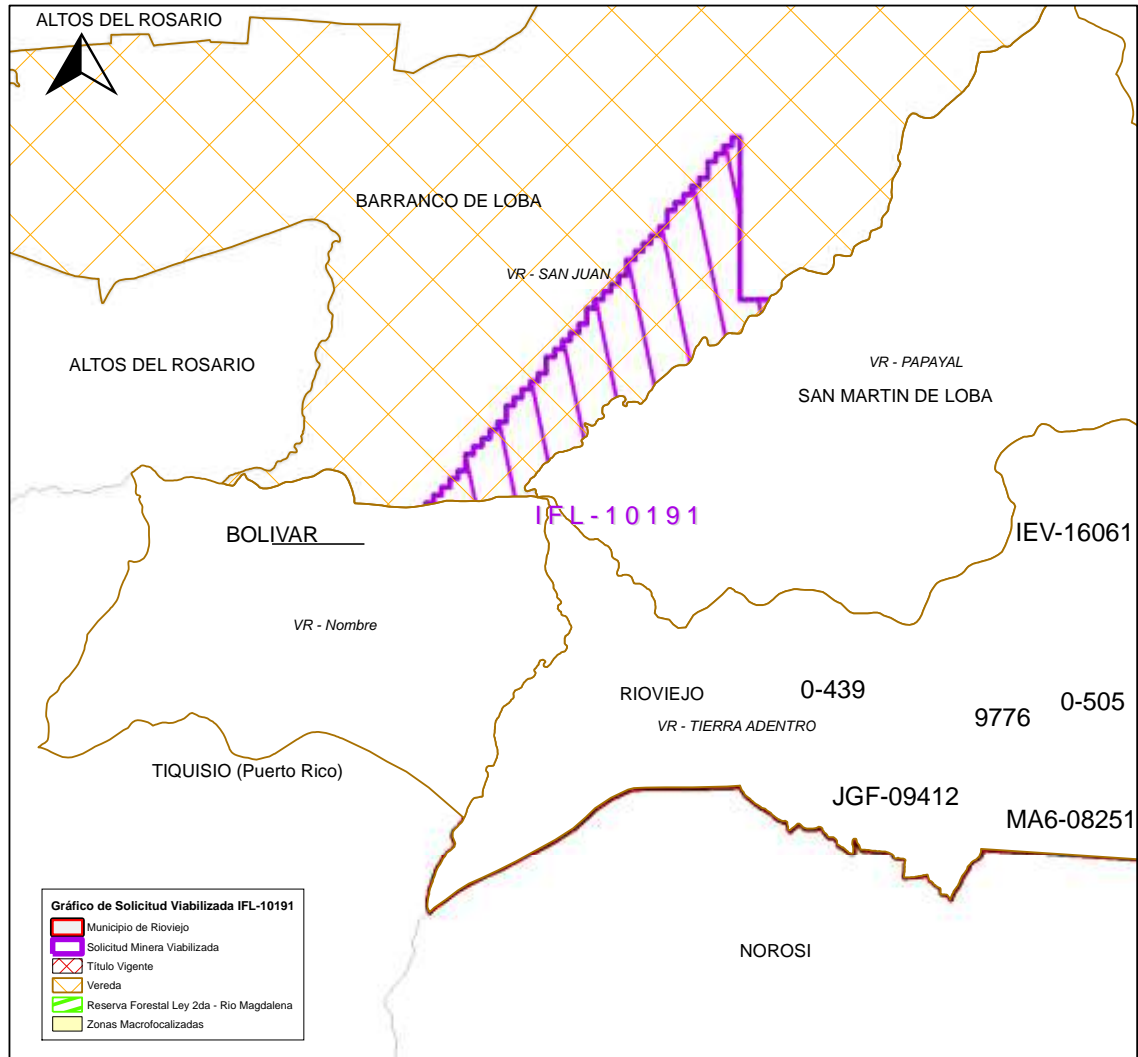 ALTOS DEL ROSARIO
BARRANCO DE LOBA
VR - SAN JUAN
ALTOS DEL ROSARIO
VR - PAPAYAL
SAN MARTIN DE LOBA
IFL-10191
BOLIVAR
IEV-16061
VR - Nombre
RIOVIEJO
0-439
0-505
9776
VR - TIERRA ADENTRO
TIQUISIO (Puerto Rico)
JGF-09412
MA6-08251
NOROSI
Gráfico de Solicitud Viabilizada IFL-10191
Municipio de Rioviejo
Solicitud Minera Viabilizada
Título Vigente
Vereda
Reserva Forestal Ley 2da - Rio Magdalena
Zonas Macrofocalizadas